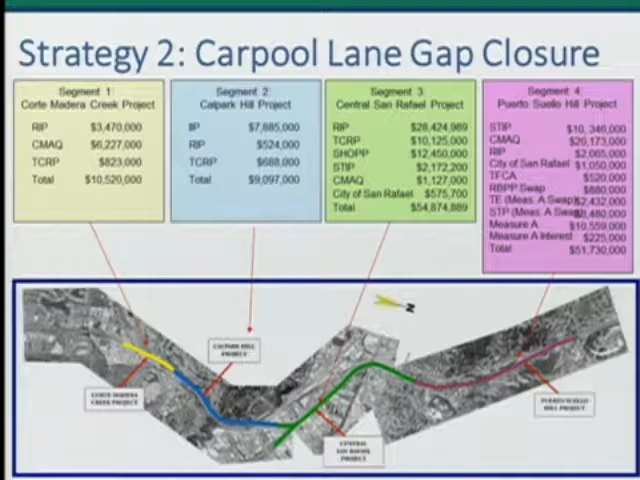 Strategy 2: Carpool Lane Gap Closure
Segment 1:
Corte Madera Creek Project
RIP $3,470,000
CMAQ $6,227,000
TCRP $823,000
Total $10,520,000
Segment 2:
Calpark Hill Project
IIP $7,885,000
RIP $524,000
TCRP $688,000
Total $9,097,000
Segment 3:
Central San Rafael Project
RIP $28,424,989
TCRP $10,125,000
SHOPP $12,450,000
STIP $2,172,200
CMAQ $1,127,000
City of San Rafael $575,700
Total $54,874,889
Segment 4:
Puerto Suello Hill Project
STIP $10,346,000
CMAQ $20,173,000
RIP $2,065,000
City of San Rafael $1,050,000
TFCA $520,000
RBPP Swap $880,000
TE (Meas. A Swap) $2,432,000
STP (Meas. A Swap) $1,480,000
Measure A $10,559,000
Measure A Interest $225,000
Total $51,730,000
N
CALPARK HILL
PROJECT
CORTE MADERA
CREEK PROJECT
PUERTO SUELLO
HILL PROJECT
CENTRAL
SAN RAFAEL
PROJECT